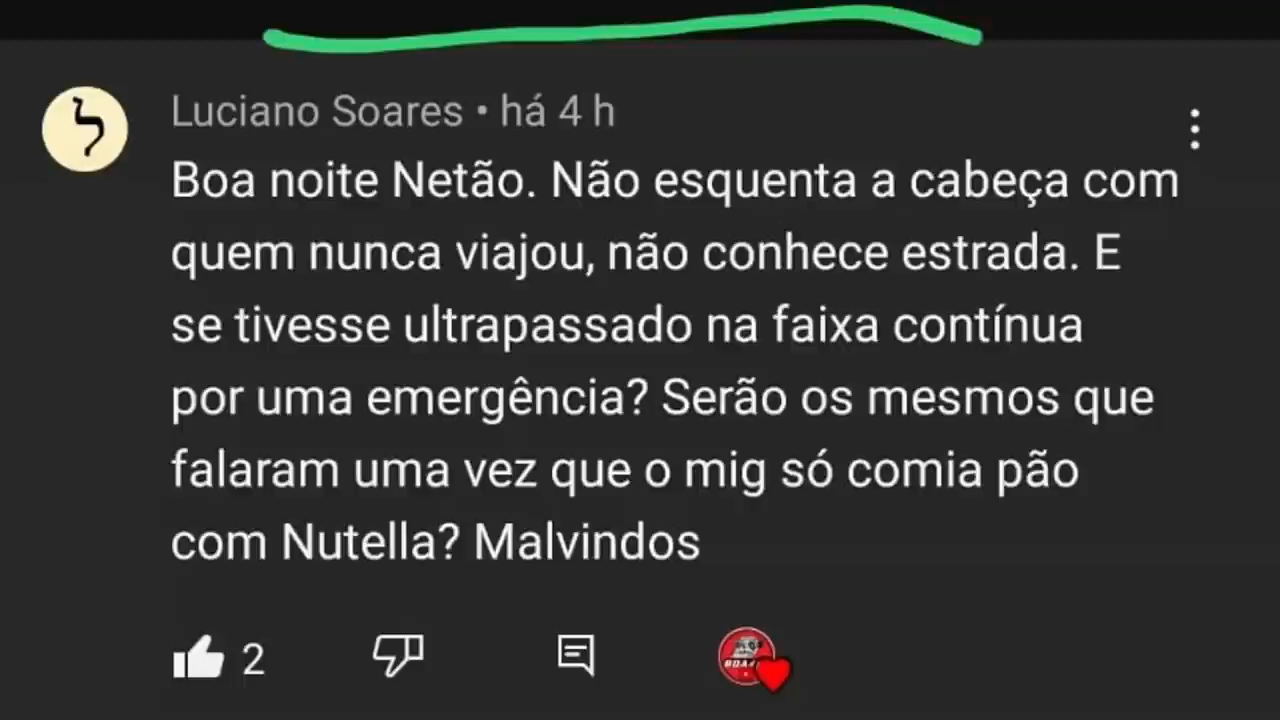 Luciano Soares • há 4 h
Boa noite Netão. Não esquenta a cabeça com
quem nunca viajou, não conhece estrada. E
se tivesse ultrapassado na faixa contínua
por uma emergência? Serão os mesmos que
falaram uma vez que o mig só comia pão
com Nutella? Malvindos
2